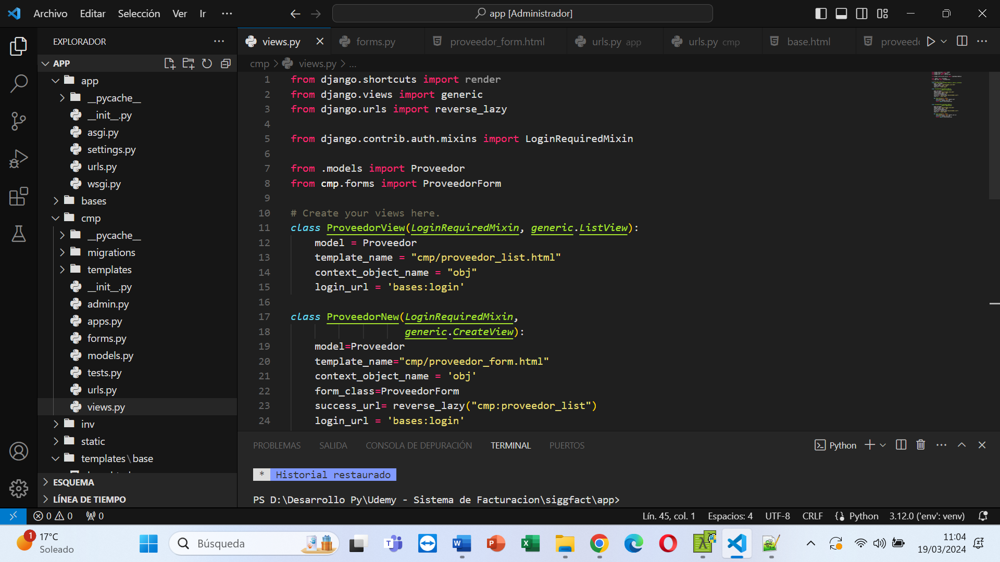 Archivo Editar Selección Ver Ir ··· app [Administrador]
EXPLORADOR ···
views.py forms.py proveedor_form.html urls.py app urls.py cmp base.html
APP
cmp > views.py > ...
app
__pycache__
__init__.py
asgi.py
settings.py
urls.py
wsgi.py
bases
cmp
__pycache__
migrations
templates
__init__.py
admin.py
apps.py
forms.py
models.py
tests.py
urls.py
views.py
inv
static
templates\base
ESQUEMA
LÍNEA DE TIEMPO
1 from django.shortcuts import render
2 from django.views import generic
3 from django.urls import reverse_lazy
4
5 from django.contrib.auth.mixins import LoginRequiredMixin
6
7 from .models import Proveedor
8 from cmp.forms import ProveedorForm
9
10 # Create your views here.
11 class ProveedorView(LoginRequiredMixin, generic.ListView):
12 model = Proveedor
13 template_name = "cmp/proveedor_list.html"
14 context_object_name = "obj"
15 login_url = 'bases:login'
16
17 class ProveedorNew(LoginRequiredMixin,
18 generic.CreateView):
19 model=Proveedor
20 template_name="cmp/proveedor_form.html"
21 context_object_name = 'obj'
22 form_class=ProveedorForm
23 success_url= reverse_lazy("cmp:proveedor_list")
24 login_url = 'bases:login'
PROBLEMAS SALIDA CONSOLA DE DEPURACIÓN TERMINAL PUERTOS Python
* Historial restaurado
PS D:\Desarrollo Py\Udemy - Sistema de Facturacion\siggfact\app>
0 0 0 Lín. 45, col. 1 Espacios: 4 UTF-8 CRLF Python 3.12.0 ('env': venv)
1 17°C
Soleado
Búsqueda
11:04
19/03/2024